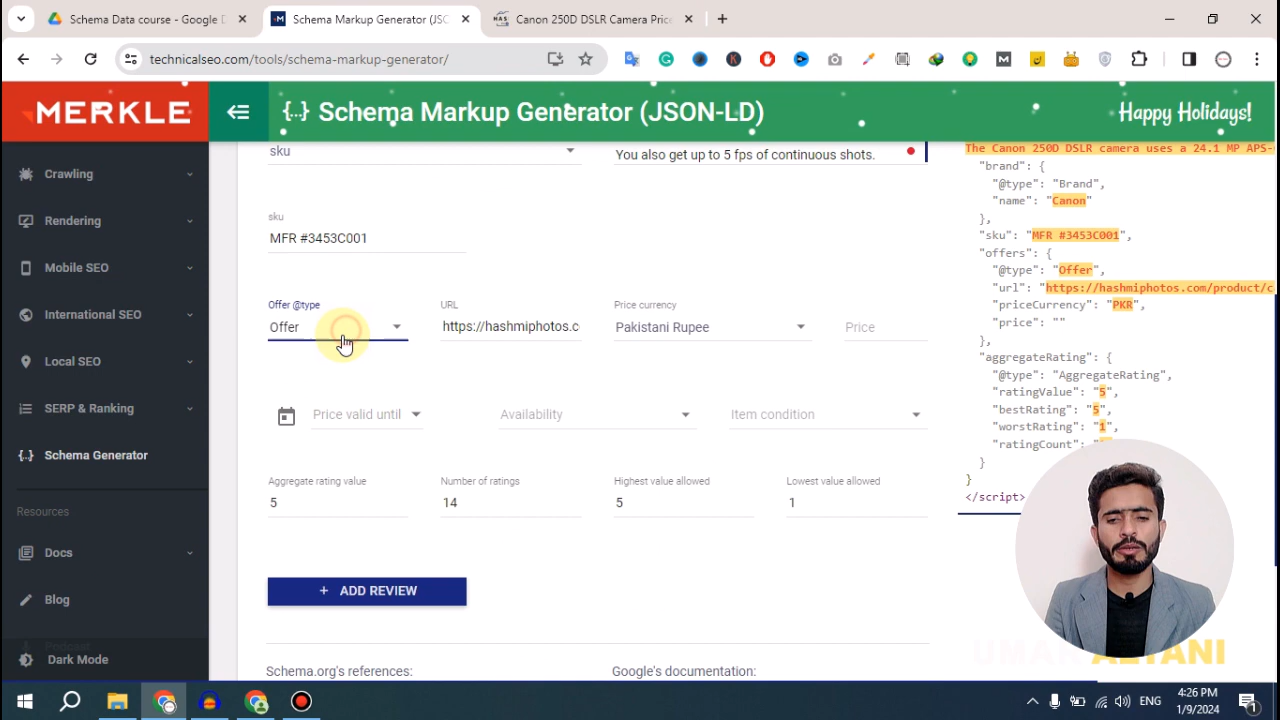 Schema Data course - Google D
Schema Markup Generator (JSC
Canon 250D DSLR Camera Price
technicalseo.com/tools/schema-markup-generator/
MERKLE
{...} Schema Markup Generator (JSON-LD)
Happy Holidays!
Crawling
Rendering
Mobile SEO
International SEO
Local SEO
SERP & Ranking
{..} Schema Generator
Resources
Docs
Blog
Podcast
Dark Mode
sku
You also get up to 5 fps of continuous shots.
sku
MFR #3453C001
Offer @type
URL
Price currency
Offer
https://hashmiphotos.c
Pakistani Rupee
Price
Price valid until
Availability
Item condition
Aggregate rating value
Number of ratings
Highest value allowed
Lowest value allowed
5
14
5
1
+ ADD REVIEW
Schema.org's references:
Google's documentation:
The Canon 250D DSLR camera uses a 24.1 MP APS-
"brand": {
"@type": "Brand",
"name": "Canon"
},
"sku": "MFR #3453C001",
"offers": {
"@type": "Offer",
"url": "https://hashmiphotos.com/product/c
"priceCurrency": "PKR",
"price": ""
},
"aggregateRating": {
"@type": "AggregateRating",
"ratingValue": "5",
"bestRating": "5",
"worstRating": "1",
"ratingCount":
}
}
</script>
UMAR ALYANI
ENG
4:26 PM
1/9/2024